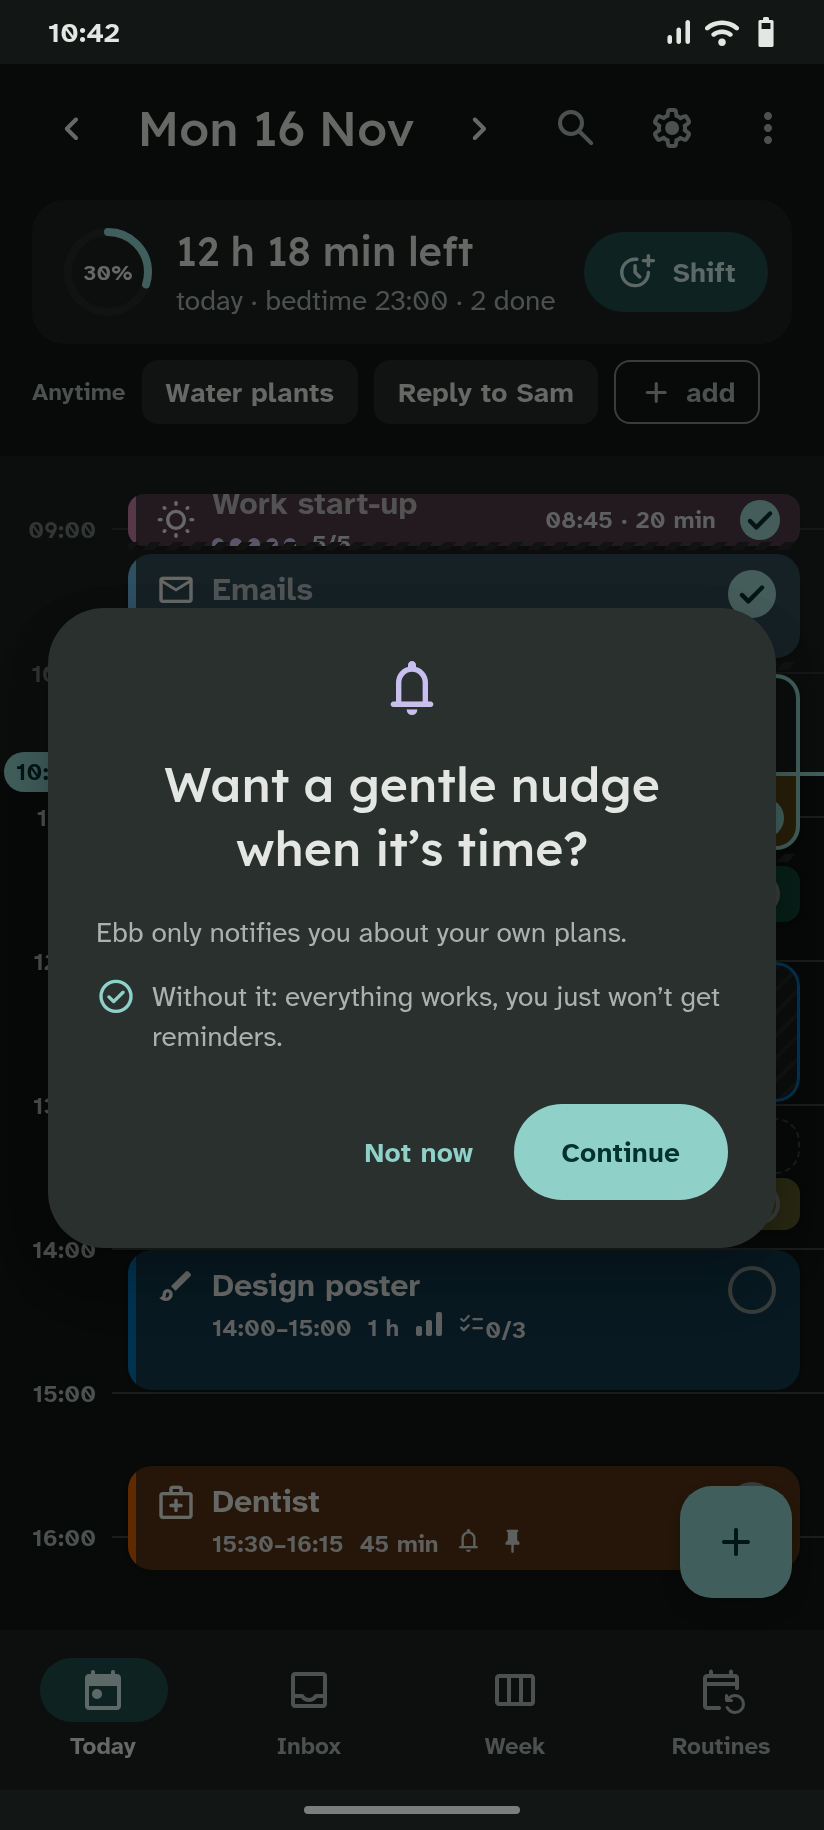 10:42
Mon 16 Nov
30%
12 h 18 min left
today · bedtime 23:00 · 2 done
Shift
Anytime
Water plants
Reply to Sam
add
09:00
Work start-up
5/5
08:45 · 20 min
Emails
Want a gentle nudge
when it’s time?
Ebb only notifies you about your own plans.
Without it: everything works, you just won’t get
reminders.
Not now
Continue
14:00
Design poster
14:00–15:00 1 h
0/3
15:00
Dentist
15:30–16:15 45 min
16:00
Today
Inbox
Week
Routines